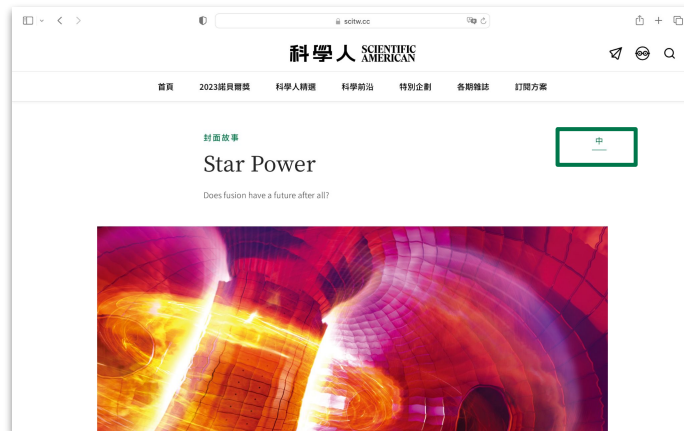 scitw.cc
科學人 SCIENTIFIC AMERICAN
首頁 2023諾貝爾獎 科學人精選 科學前沿 特別企劃 各期雜誌 訂閱方案
封面故事
中
Star Power
Does fusion have a future after all?